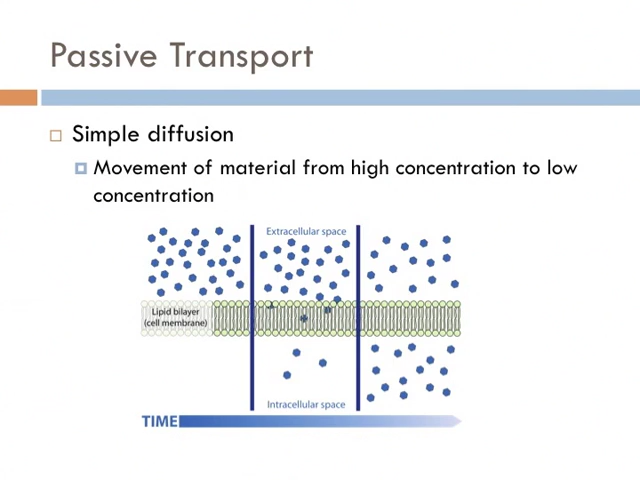 Passive Transport
Simple diffusion
Movement of material from high concentration to low
concentration
Extracellular space
Lipid bilayer
(cell membrane)
Intracellular space
TIME